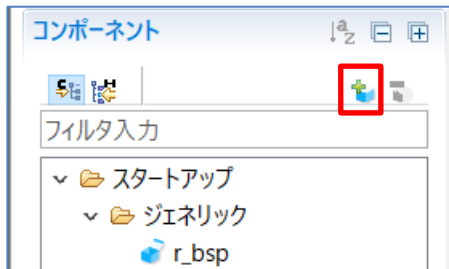 コンポーネント
フィルタ入力
スタートアップ
ジェネリック
r_bsp